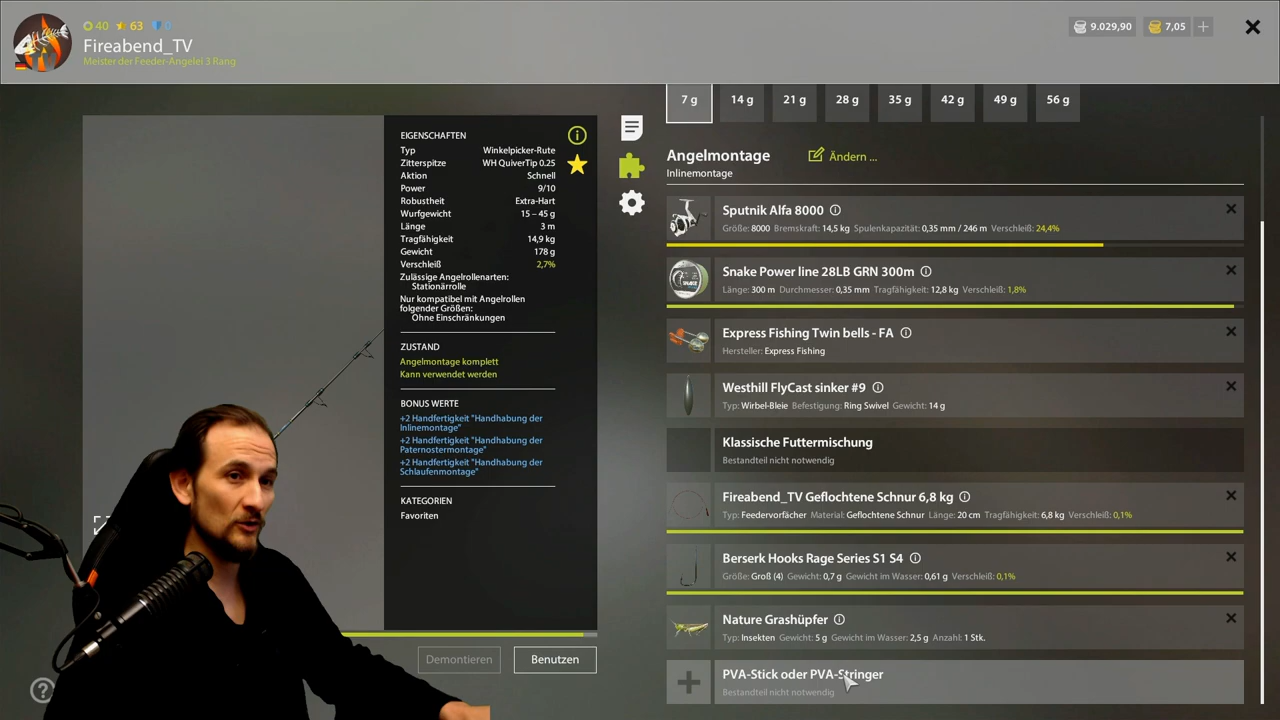 40 63 0
Fireabend_TV
Meister der Feeder-Angelei 3 Rang
9.029,90
7,05
7 g 14 g 21 g 28 g 35 g 42 g 49 g 56 g
EIGENSCHAFTEN
Typ Winkelpicker-Rute
Zitterspitze WH QuiverTip 0.25
Aktion Schnell
Power 9/10
Robustheit Extra-Hart
Wurfgewicht 15 – 45 g
Länge 3 m
Tragfähigkeit 14,9 kg
Gewicht 178 g
Verschleiß 2,7%
Zulässige Angelrollenarten:
Stationärrolle
Nur kompatibel mit Angelrollen
folgender Größen:
Ohne Einschränkungen
ZUSTAND
Angelmontage komplett
Kann verwendet werden
BONUS WERTE
+2 Handfertigkeit "Handhabung der
Inlinemontage"
+2 Handfertigkeit "Handhabung der
Paternostermontage"
+2 Handfertigkeit "Handhabung der
Schlaufenmontage"
KATEGORIEN
Favoriten
Demontieren
Benutzen
Angelmontage
Ändern ...
Inlinemontage
Sputnik Alfa 8000
Größe: 8000 Bremskraft: 14,5 kg Spulenkapazität: 0,35 mm / 246 m Verschleiß: 24,4%
Snake Power line 28LB GRN 300m
Länge: 300 m Durchmesser: 0,35 mm Tragfähigkeit: 12,8 kg Verschleiß: 1,8%
Express Fishing Twin bells - FA
Hersteller: Express Fishing
Westhill FlyCast sinker #9
Typ: Wirbel-Bleie Befestigung: Ring Swivel Gewicht: 14 g
Klassische Futtermischung
Bestandteil nicht notwendig
Fireabend_TV Geflochtene Schnur 6,8 kg
Typ: Feedervorfächer Material: Geflochtene Schnur Länge: 20 cm Tragfähigkeit: 6,8 kg Verschleiß: 0,1%
Berserk Hooks Rage Series S1 S4
Größe: Groß (4) Gewicht: 0,7 g Gewicht im Wasser: 0,61 g Verschleiß: 0,1%
Nature Grashüpfer
Typ: Insekten Gewicht: 5 g Gewicht im Wasser: 2,5 g Anzahl: 1 Stk.
PVA-Stick oder PVA-Stringer
Bestandteil nicht notwendig